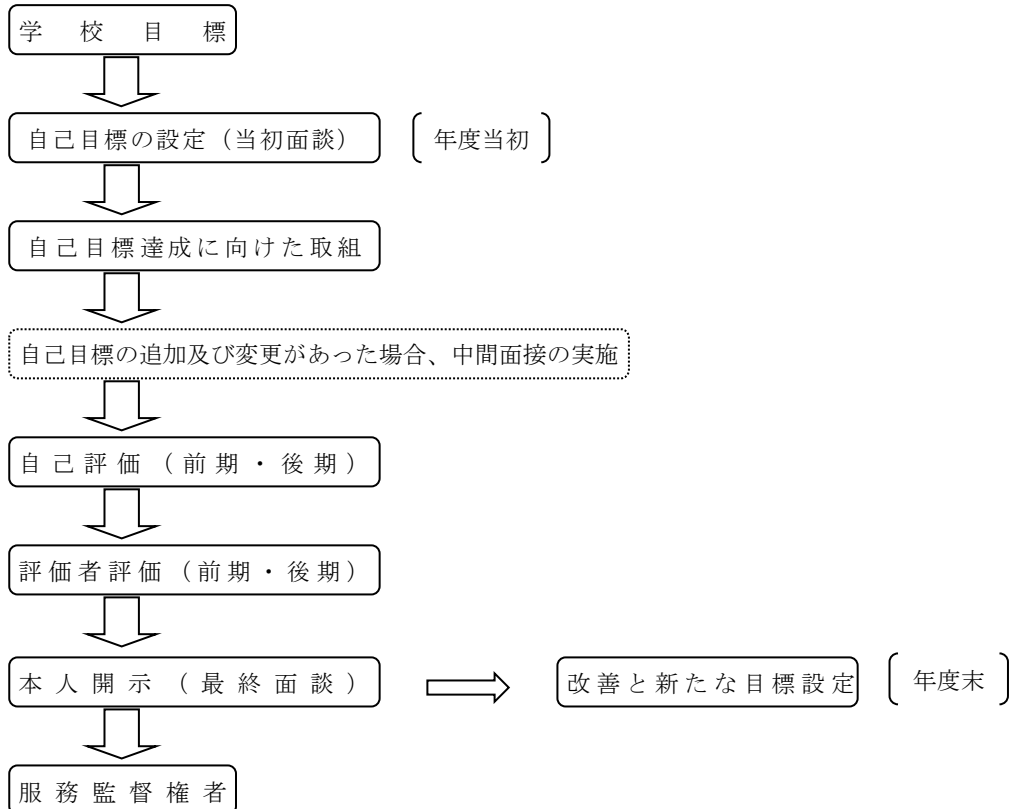 学校目標
自己目標の設定（当初面談） 年度当初
自己目標達成に向けた取組
自己目標の追加及び変更があった場合、中間面接の実施
自己評価（前期・後期）
評価者評価（前期・後期）
本人開示（最終面談） 改善と新たな目標設定 年度末
服務監督権者